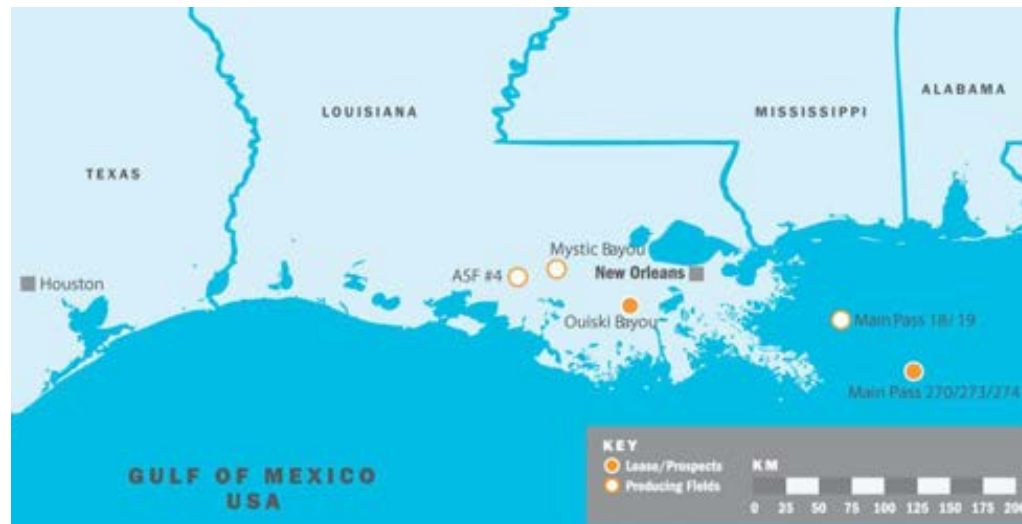 ALABAMA
LOUISIANA
MISSISSIPPI
TEXAS
Mystic Bayou
ASF #4
New Orleans
Houston
Ouiski Bayou
Main Pass 18/ 19
Main Pass 270/273/274
KEY
Lease/Prospects
Producing Fields
KM
0 25 50 75 100 125 150 175 200
GULF OF MEXICO
USA